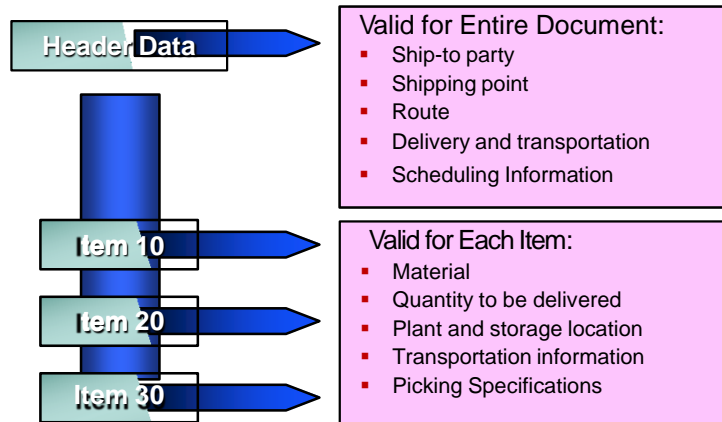 Header Data
Valid for Entire Document:
Ship-to party
Shipping point
Route
Delivery and transportation
Scheduling Information
Item 10
Item 20
Item 30
Valid for Each Item:
Material
Quantity to be delivered
Plant and storage location
Transportation information
Picking Specifications